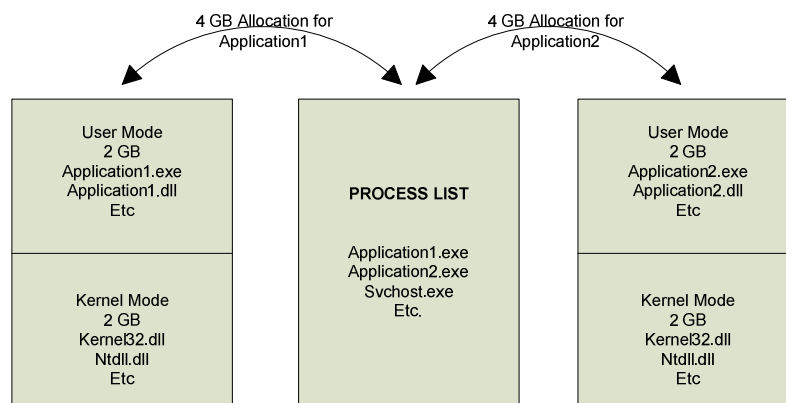 4 GB Allocation for
Application1
4 GB Allocation for
Application2
User Mode
2 GB
Application1.exe
Application1.dll
Etc
Kernel Mode
2 GB
Kernel32.dll
Ntdll.dll
Etc
PROCESS LIST
Application1.exe
Application2.exe
Svchost.exe
Etc.
User Mode
2 GB
Application2.exe
Application2.dll
Etc
Kernel Mode
2 GB
Kernel32.dll
Ntdll.dll
Etc